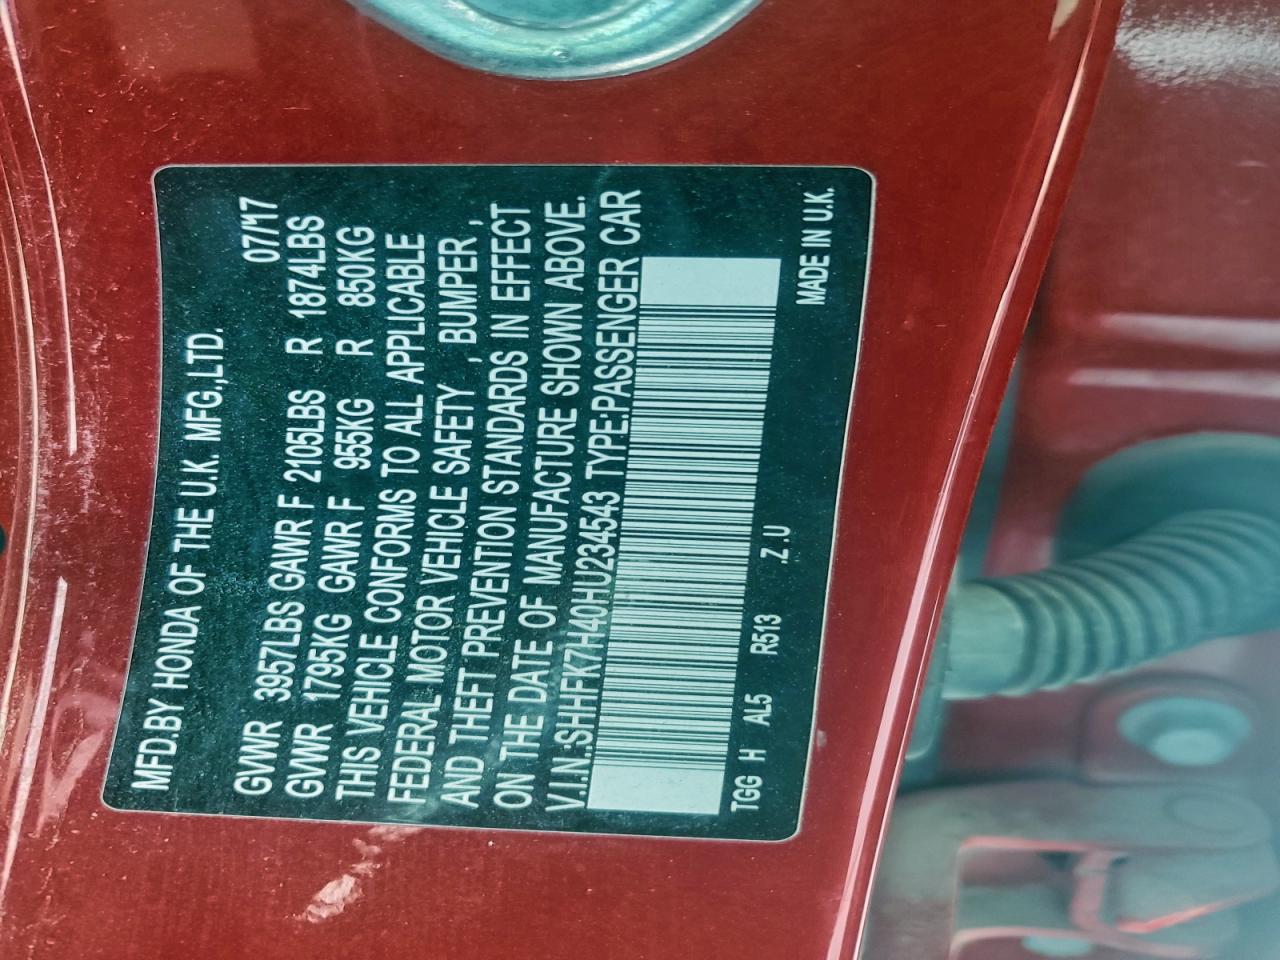 MFD.BY HONDA OF THE U.K. MFG.,LTD.
07/17
GVWR 3957LBS GAWR F 2105LBS R 1874LBS
GVWR 1795KG GAWR F 955KG R 850KG
THIS VEHICLE CONFORMS TO ALL APPLICABLE
FEDERAL MOTOR VEHICLE SAFETY , BUMPER ,
AND THEFT PREVENTION STANDARDS IN EFFECT
ON THE DATE OF MANUFACTURE SHOWN ABOVE.
V.I.N.:SHHFK7H40HU234543 TYPE:PASSENGER CAR
TGG H AL5 R513 .Z .U
MADE IN U.K.